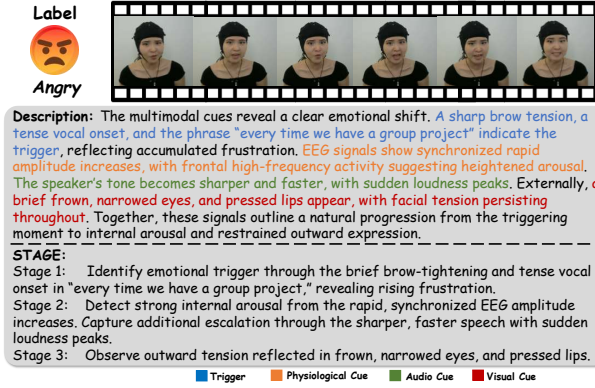 Label
Angry
Description: The multimodal cues reveal a clear emotional shift. A sharp brow tension, a
tense vocal onset, and the phrase “every time we have a group project” indicate the
trigger, reflecting accumulated frustration. EEG signals show synchronized rapid
amplitude increases, with frontal high-frequency activity suggesting heightened arousal.
The speaker's tone becomes sharper and faster, with sudden loudness peaks. Externally,
brief frown, narrowed eyes, and pressed lips appear, with facial tension persisting
throughout. Together, these signals outline a natural progression from the triggering
moment to internal arousal and restrained outward expression.
STAGE:
Stage 1: Identify emotional trigger through the brief brow-tightening and tense vocal
onset in “every time we have a group project,” revealing rising frustration.
Stage 2: Detect strong internal arousal from the rapid, synchronized EEG amplitude
increases. Capture additional escalation through the sharper, faster speech with sudden
loudness peaks.
Stage 3: Observe outward tension reflected in frown, narrowed eyes, and pressed lips.
Trigger Physiological Cue Audio Cue Visual Cue